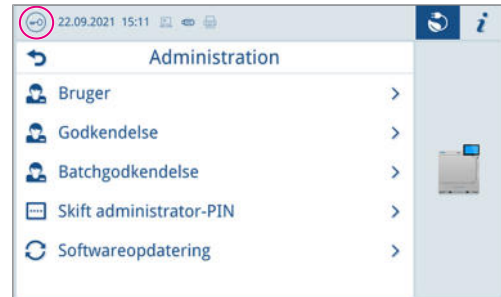 22.09.2021 15:11
Administration
Bruger
Godkendelse
Batchgodkendelse
Skift administrator-PIN
Softwareopdatering